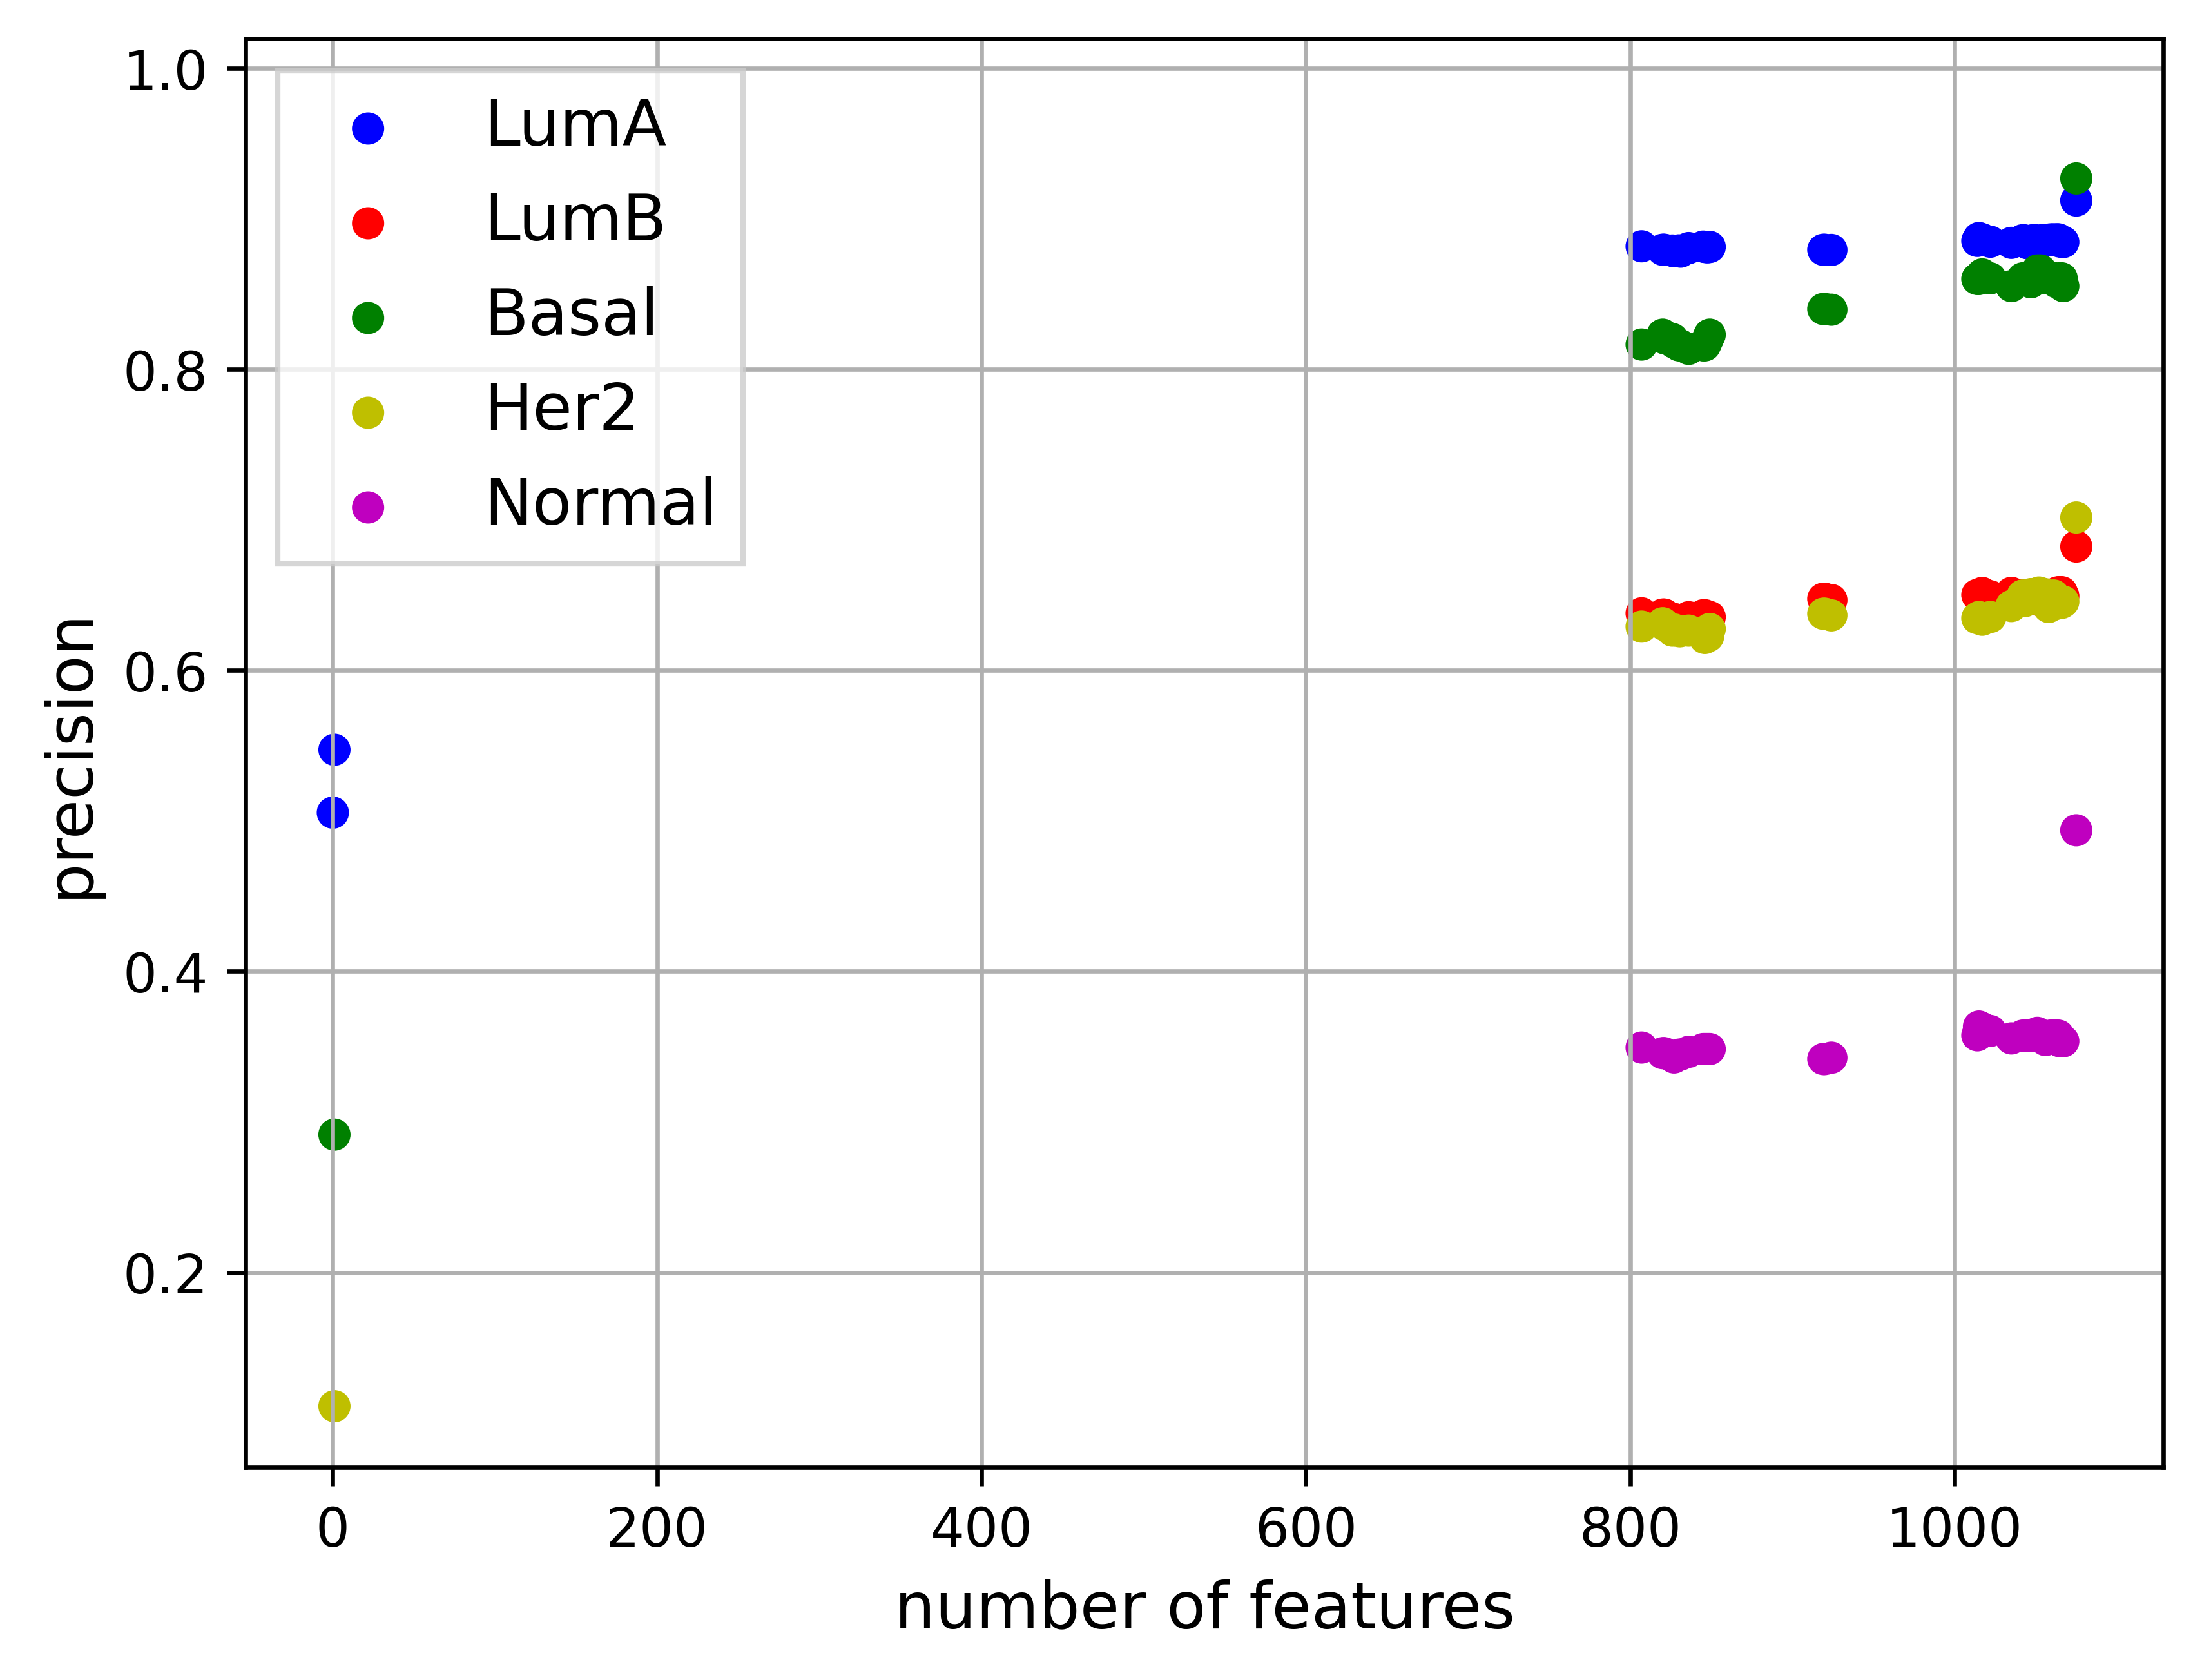 1.0
0.8
0.6
0.4
0.2
precision
LumA
LumB
Basal
Her2
Normal
0 200 400 600 800 1000
number of features